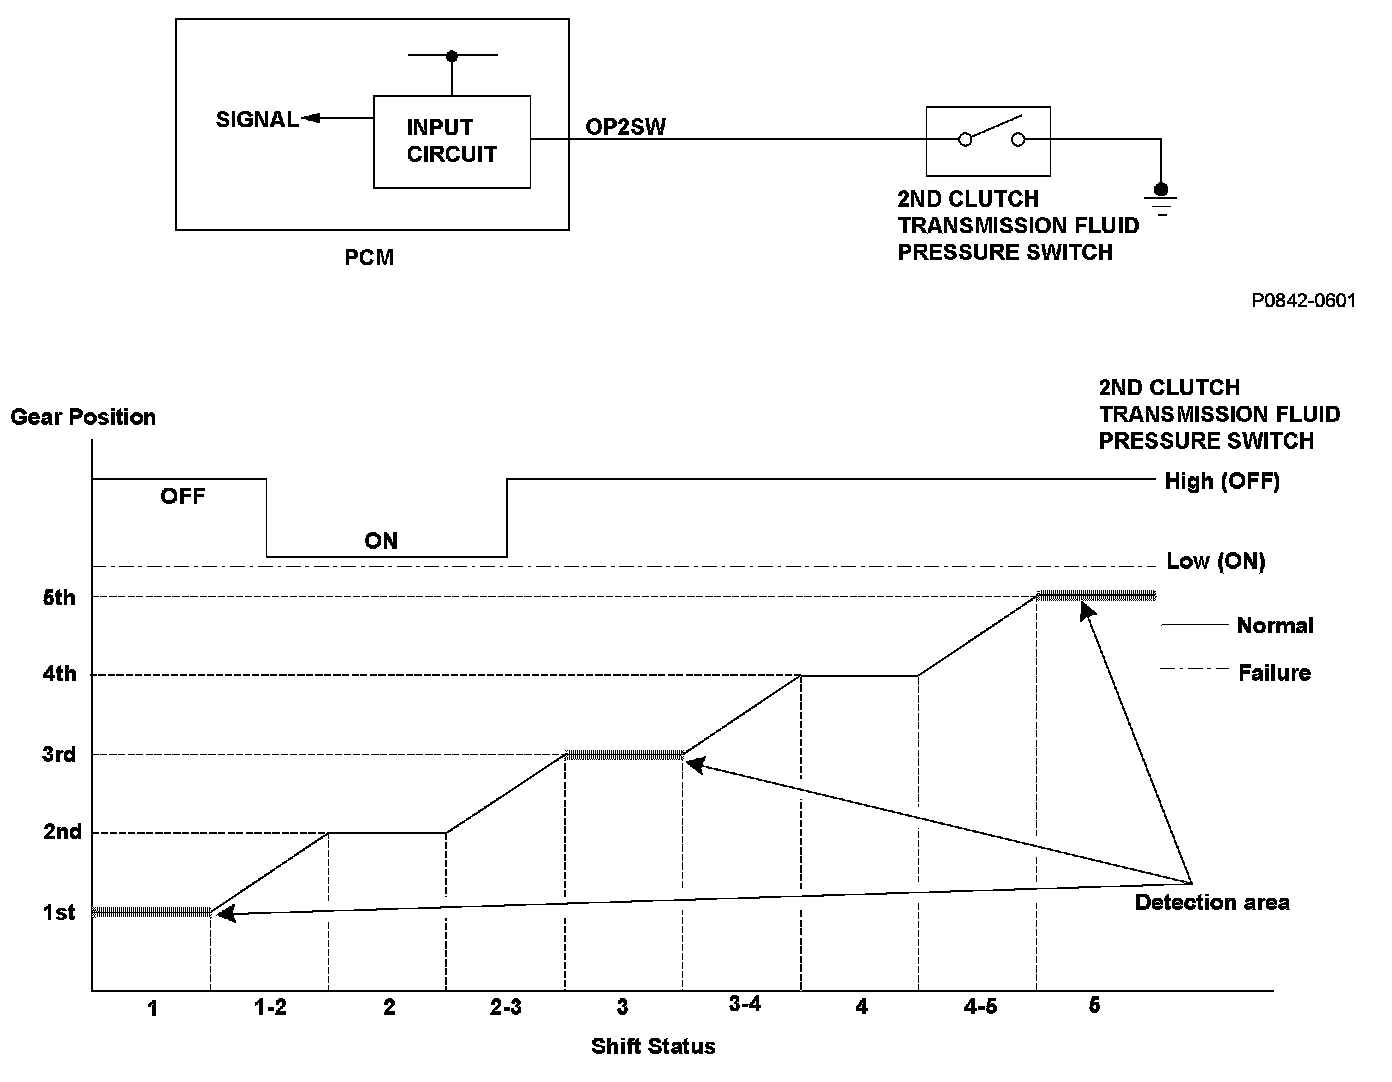 SIGNAL
INPUT
CIRCUIT
OP2SW
PCM
2ND CLUTCH
TRANSMISSION FLUID
PRESSURE SWITCH
P0842-0601
2ND CLUTCH
TRANSMISSION FLUID
PRESSURE SWITCH
Gear Position
High (OFF)
OFF
ON
Low (ON)
5th
Normal
4th
Failure
3rd
2nd
1st
Detection area
1
1-2
2
2-3
3
3-4
4
4-5
5
Shift Status